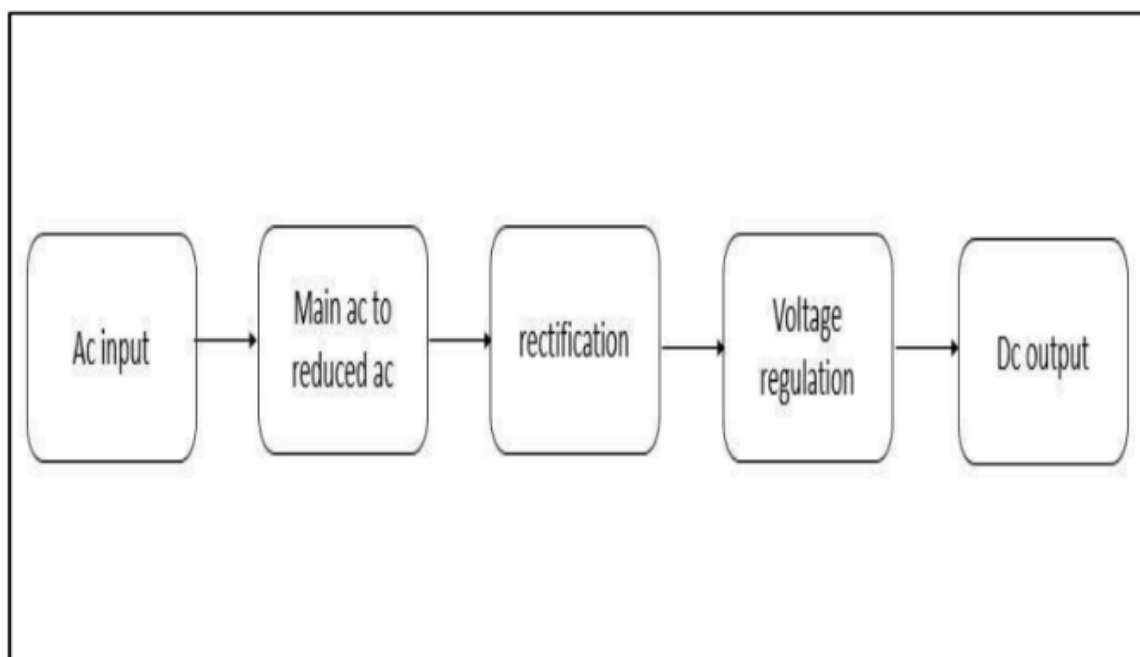 Ac input
Main ac to
reduced ac
rectification
Voltage
regulation
Dc output